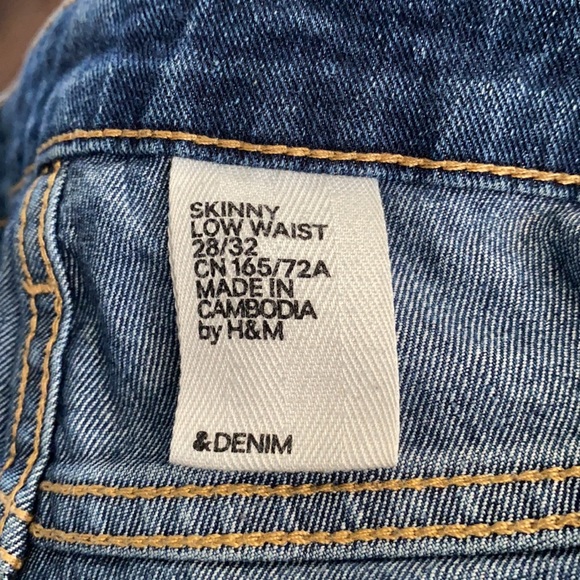 SKINNY
LOW WAIST
28/32
CN 165/72A
MADE IN
CAMBODIA
by H&M
&DENIM